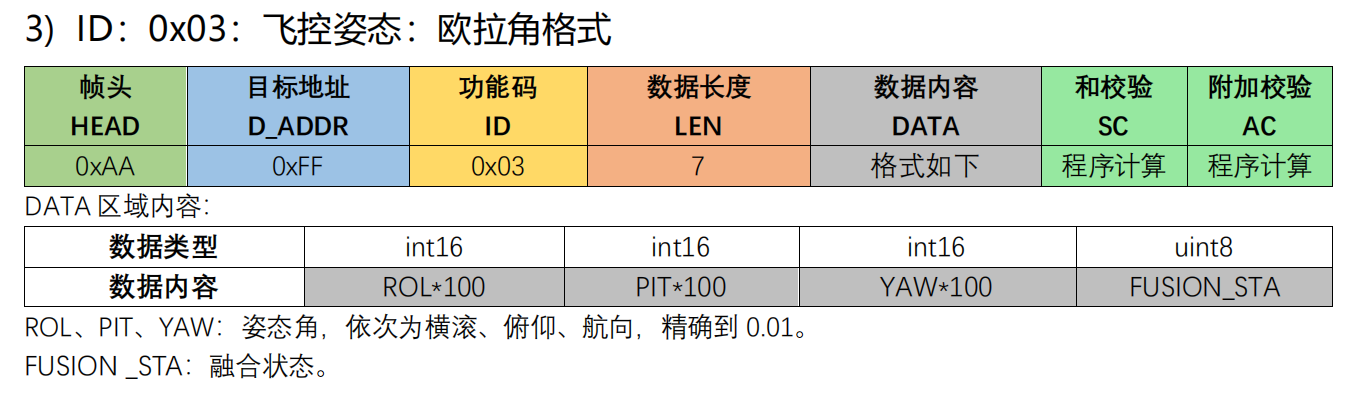 3) ID：0x03：飞控姿态：欧拉角格式
帧头 目标地址 功能码 数据长度 数据内容 和校验 附加校验
HEAD D_ADDR ID LEN DATA SC AC
0xAA 0xFF 0x03 7 格式如下 程序计算 程序计算
DATA 区域内容：
数据类型 int16 int16 int16 uint8
数据内容 ROL*100 PIT*100 YAW*100 FUSION_STA
ROL、PIT、YAW：姿态角，依次为横滚、俯仰、航向，精确到 0.01。
FUSION _STA：融合状态。